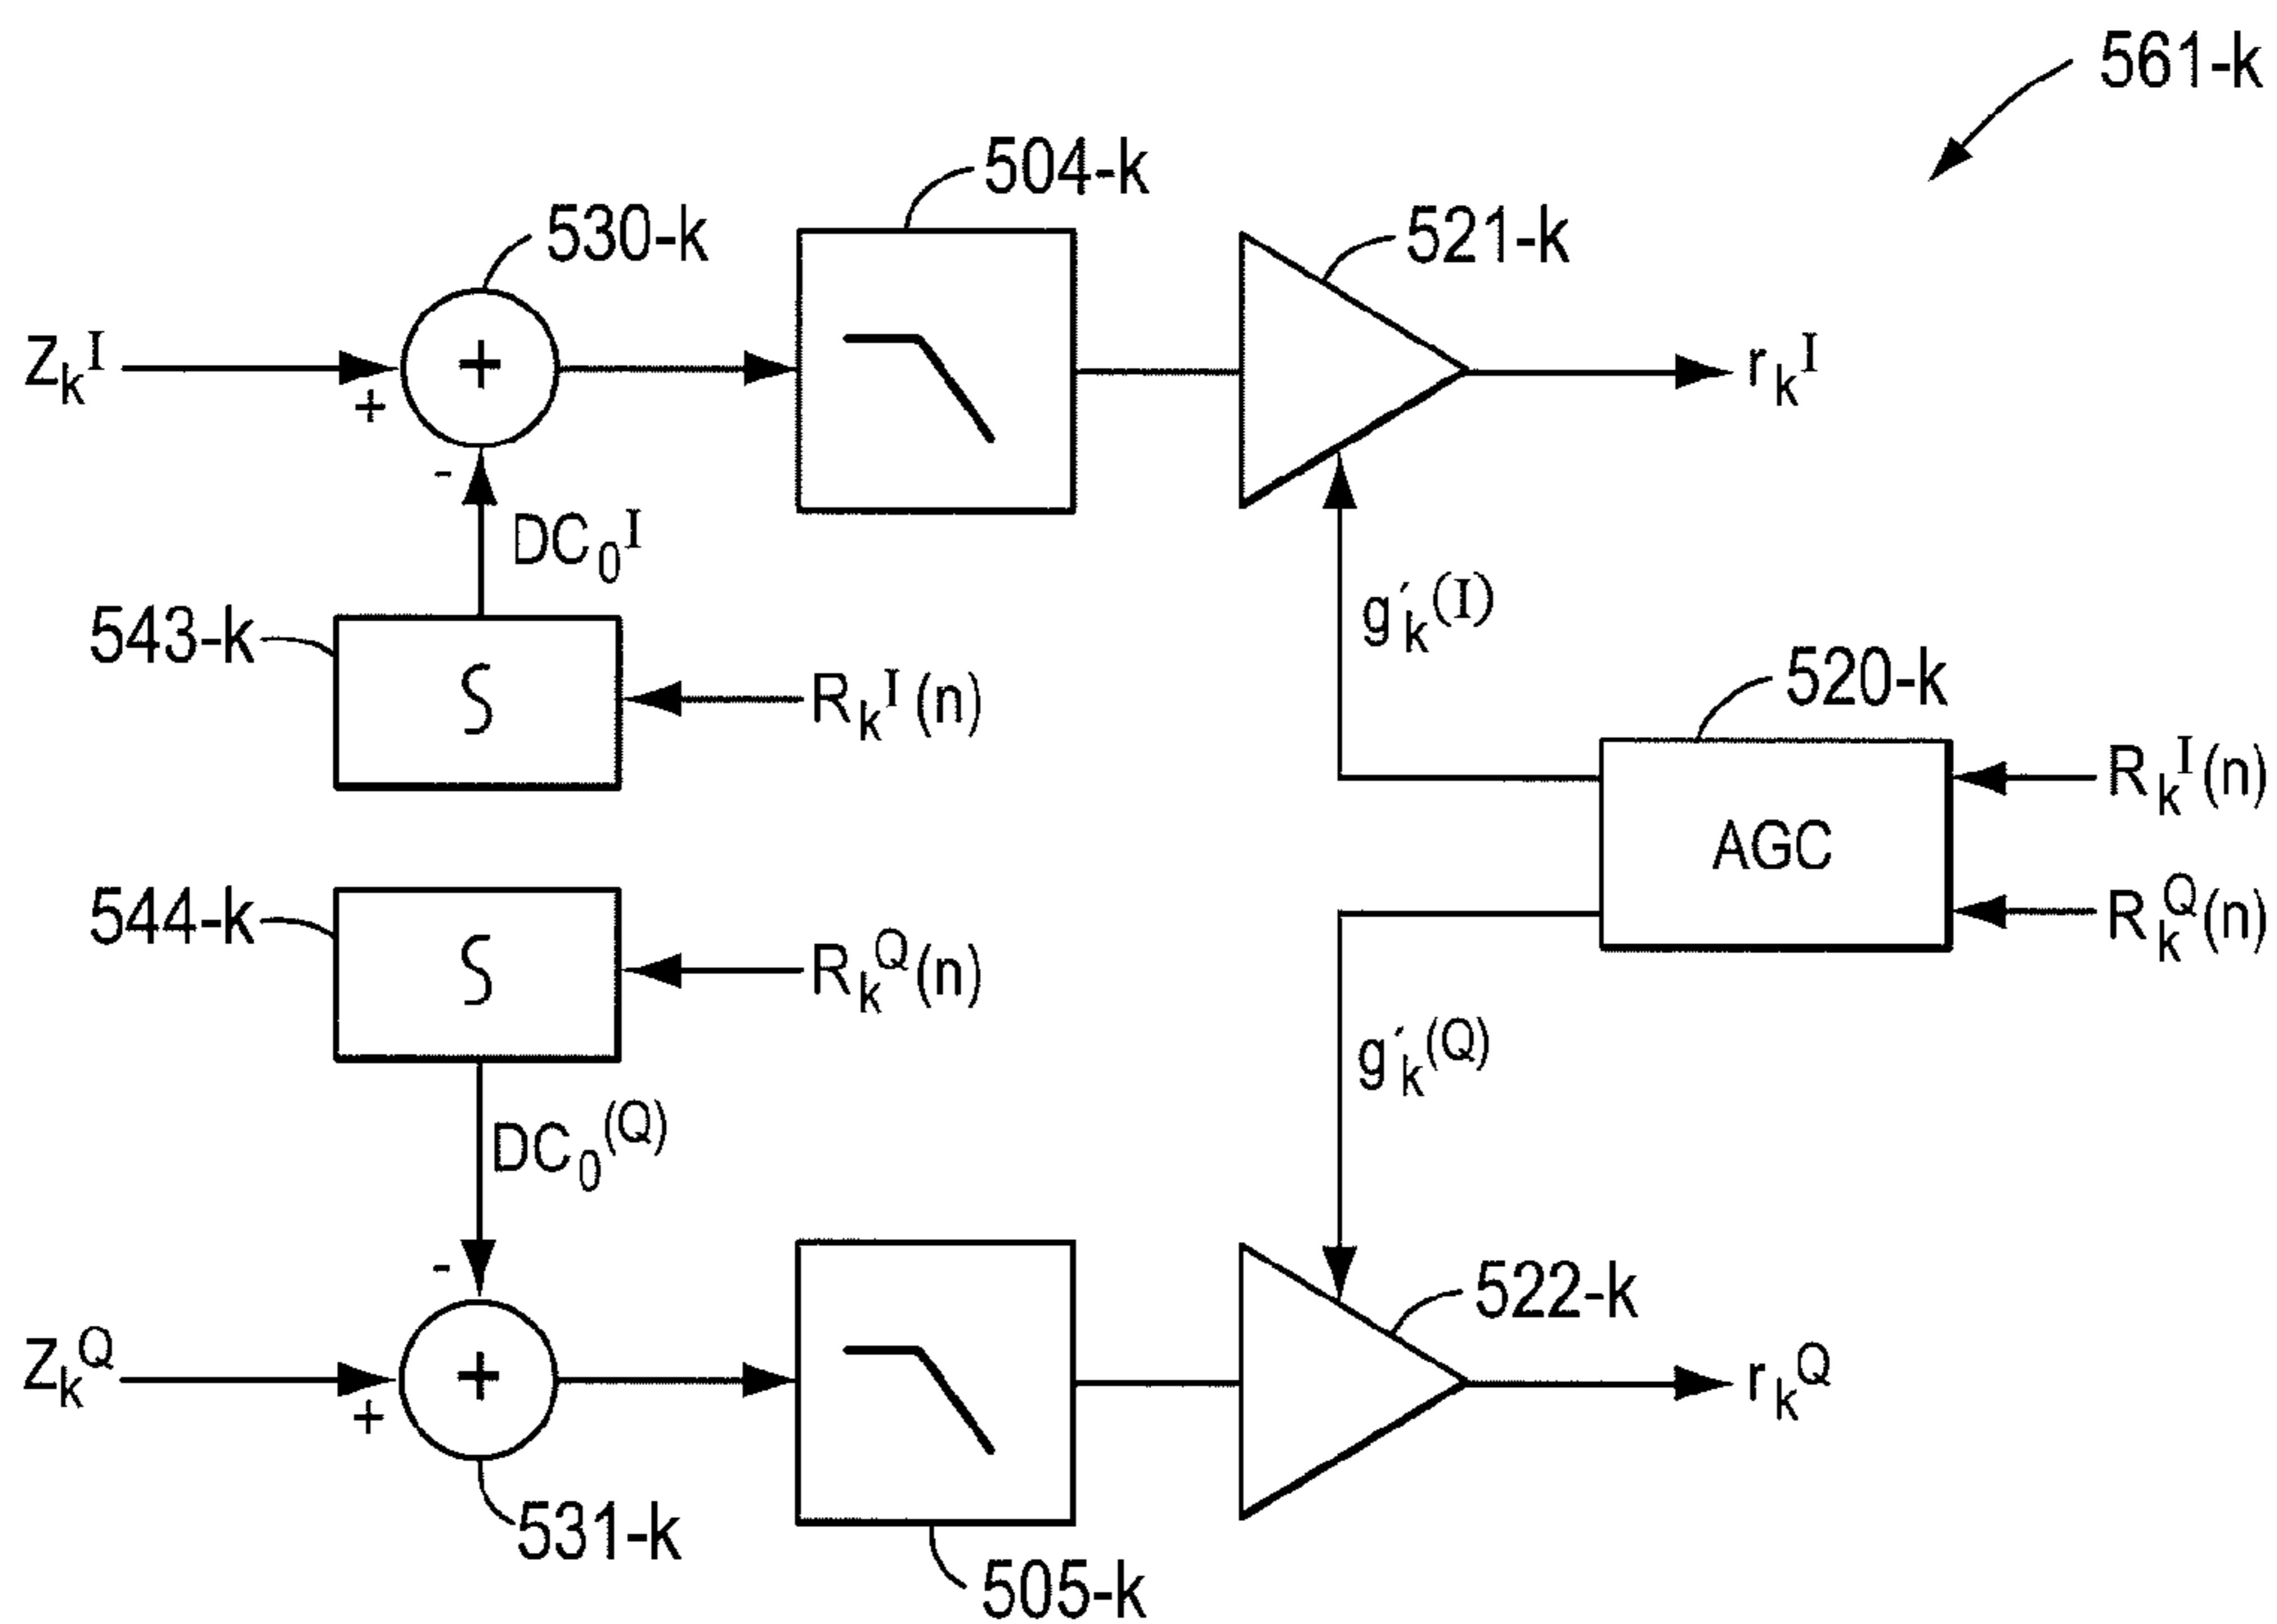 561-k
504-k
530-k
521-k
Z_k^I
+
+
r_k^I
-
DC_0^I
g′_k^(I)
543-k
∫
R_k^I(n)
520-k
R_k^I(n)
AGC
544-k
∫
R_k^Q(n)
R_k^Q(n)
g′_k^(Q)
DC_0^(Q)
-
522-k
Z_k^Q
+
+
r_k^Q
531-k
505-k